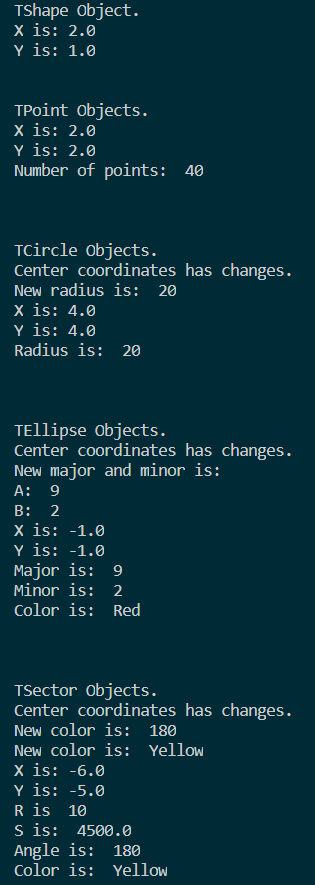 TShape Object.
X is: 2.0
Y is: 1.0
TPoint Objects.
X is: 2.0
Y is: 2.0
Number of points:  40
TCircle Objects.
Center coordinates has changes.
New radius is:  20
X is: 4.0
Y is: 4.0
Radius is:  20
TEllipse Objects.
Center coordinates has changes.
New major and minor is:
A:  9
B:  2
X is: -1.0
Y is: -1.0
Major is:  9
Minor is:  2
Color is:  Red
TSector Objects.
Center coordinates has changes.
New color is:  180
New color is:  Yellow
X is: -6.0
Y is: -5.0
R is  10
S is:  4500.0
Angle is:  180
Color is:  Yellow